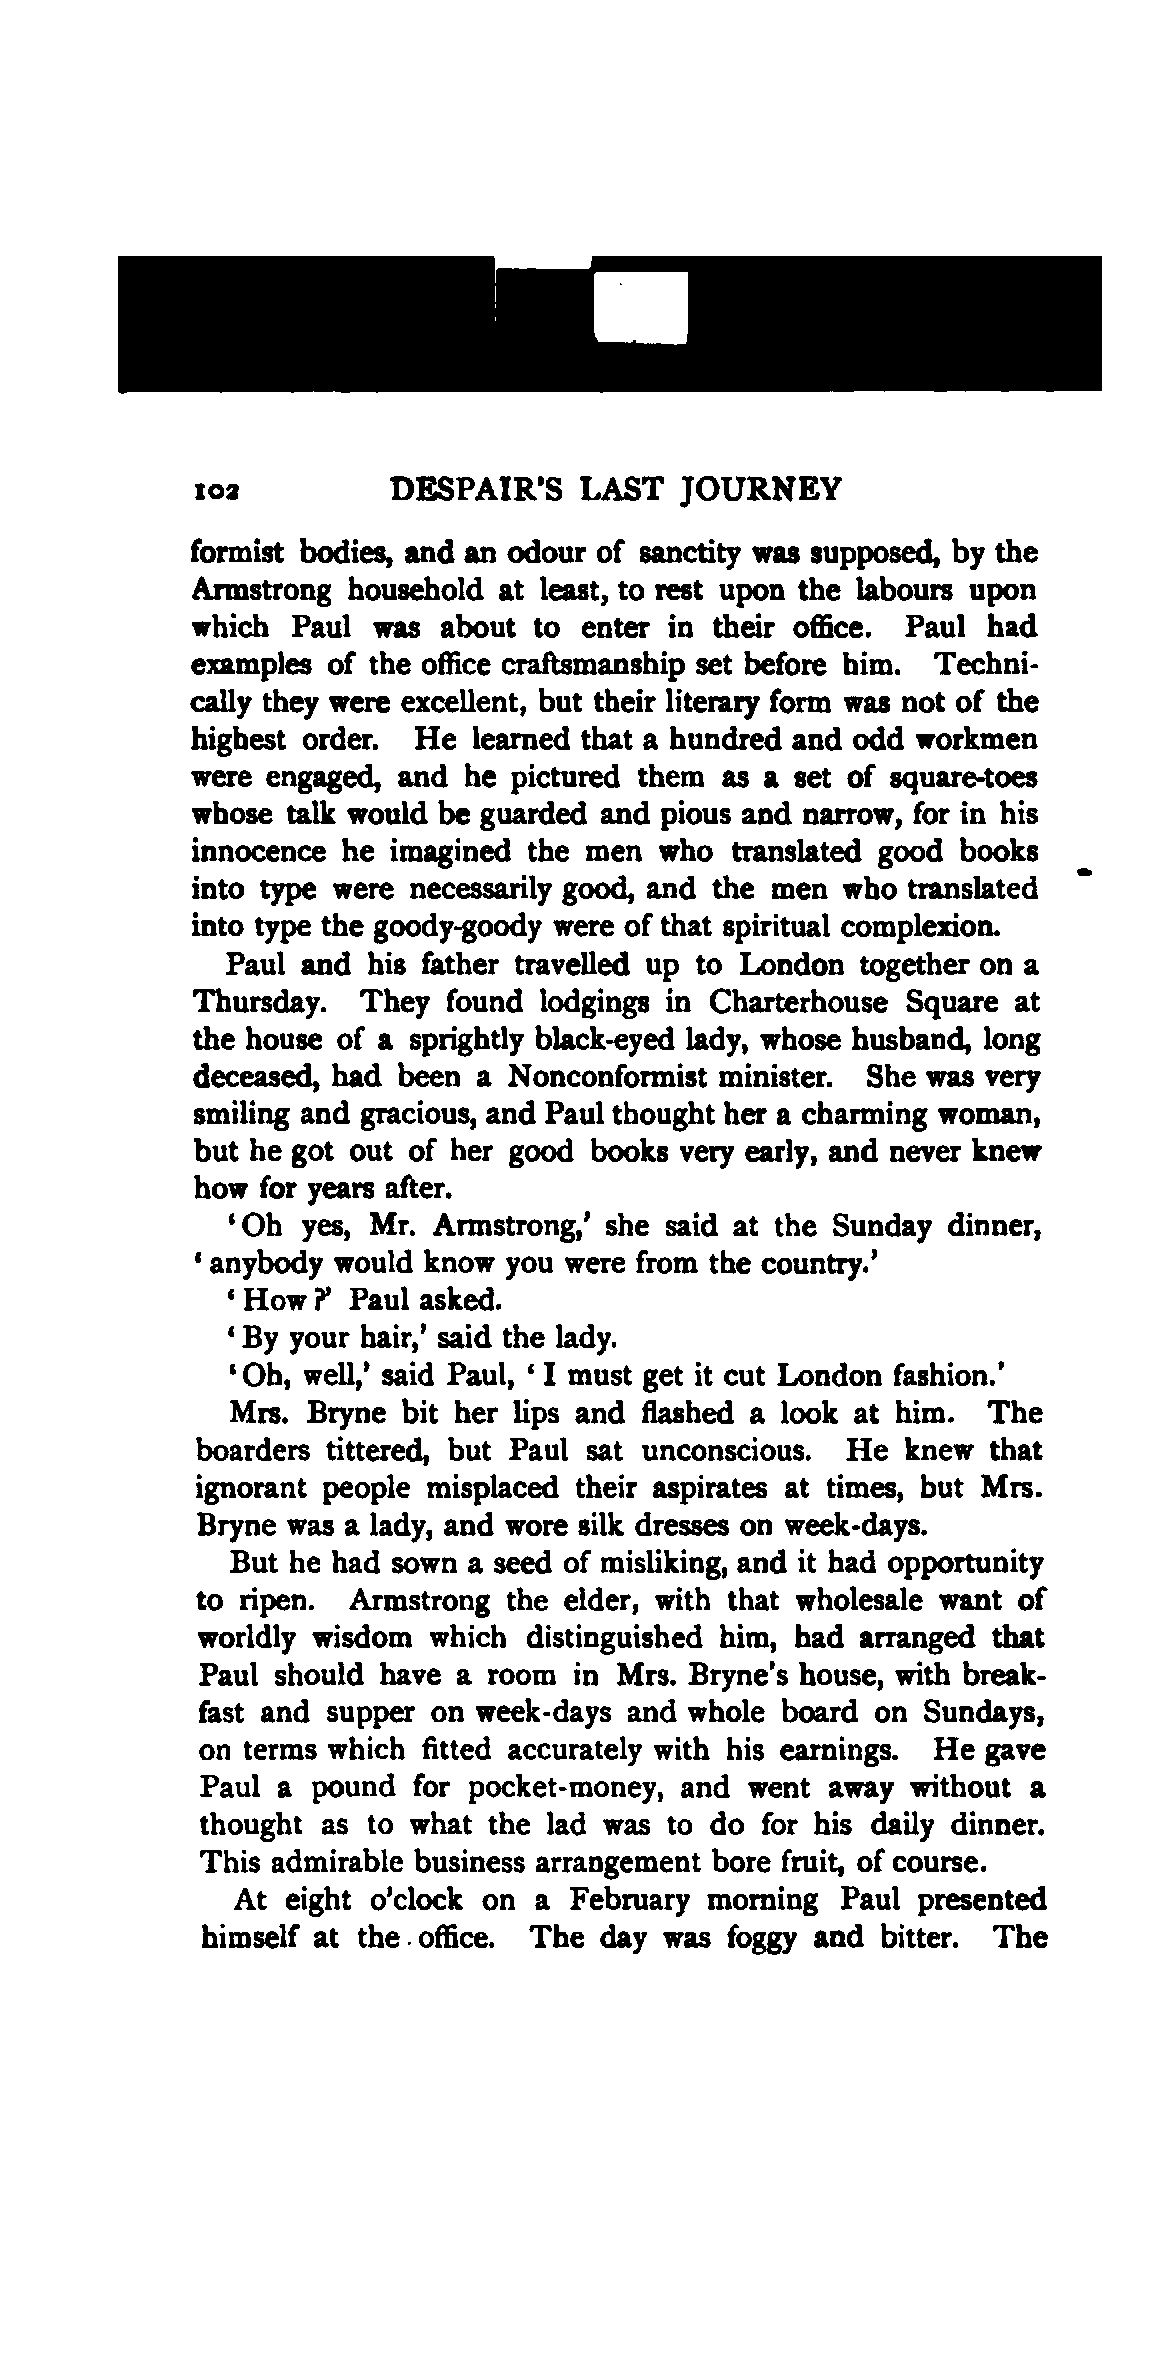 102 DESPAIR'S LAST JOURNEY
formist bodies, and an odour of sanctity was supposed, by the
Armstrong household at least, to rest upon the labours upon
which Paul was about to enter in their office. Paul had
examples of the office craftsmanship set before him. Techni-
cally they were excellent, but their literary form was not of the
highest order. He learned that a hundred and odd workmen
were engaged, and he pictured them as a set of square-toes
whose talk would be guarded and pious and narrow, for in his
innocence he imagined the men who translated good books
into type were necessarily good, and the men who translated
into type the goody-goody were of that spiritual complexion.
Paul and his father travelled up to London together on a
Thursday. They found lodgings in Charterhouse Square at
the house of a sprightly black-eyed lady, whose husband, long
deceased, had been a Nonconformist minister. She was very
smiling and gracious, and Paul thought her a charming woman,
but he got out of her good books very early, and never knew
how for years after.
'Oh yes, Mr. Armstrong,' she said at the Sunday dinner,
'anybody would know you were from the country.'
'How?' Paul asked.
'By your hair,' said the lady.
'Oh, well,' said Paul, 'I must get it cut London fashion.'
Mrs. Bryne bit her lips and flashed a look at him. The
boarders tittered, but Paul sat unconscious. He knew that
ignorant people misplaced their aspirates at times, but Mrs.
Bryne was a lady, and wore silk dresses on week-days.
But he had sown a seed of misliking, and it had opportunity
to ripen. Armstrong the elder, with that wholesale want of
worldly wisdom which distinguished him, had arranged that
Paul should have a room in Mrs. Bryne's house, with break-
fast and supper on week-days and whole board on Sundays,
on terms which fitted accurately with his earnings. He gave
Paul a pound for pocket-money, and went away without a
thought as to what the lad was to do for his daily dinner.
This admirable business arrangement bore fruit, of course.
At eight o'clock on a February morning Paul presented
himself at the office. The day was foggy and bitter. The